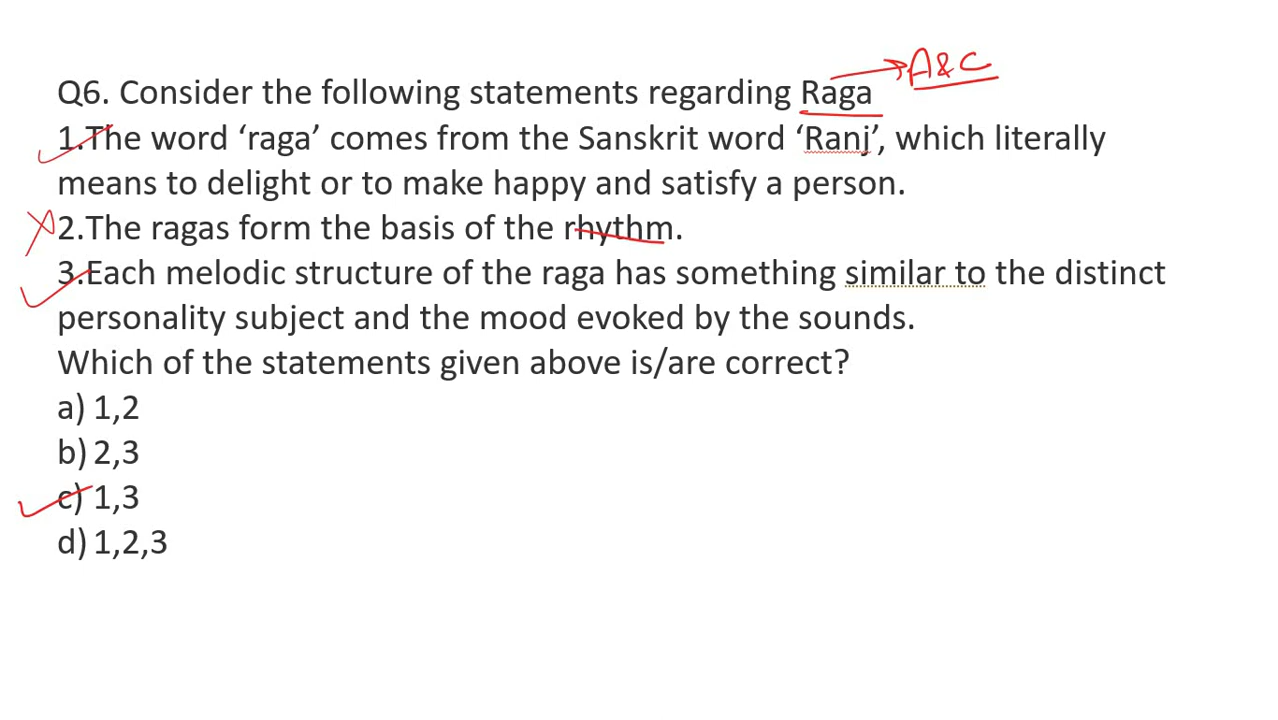 A&C
Q6. Consider the following statements regarding Raga
1.The word ‘raga’ comes from the Sanskrit word ‘Ranj’, which literally
means to delight or to make happy and satisfy a person.
2.The ragas form the basis of the rhythm.
3.Each melodic structure of the raga has something similar to the distinct
personality subject and the mood evoked by the sounds.
Which of the statements given above is/are correct?
a) 1,2
b) 2,3
c) 1,3
d) 1,2,3